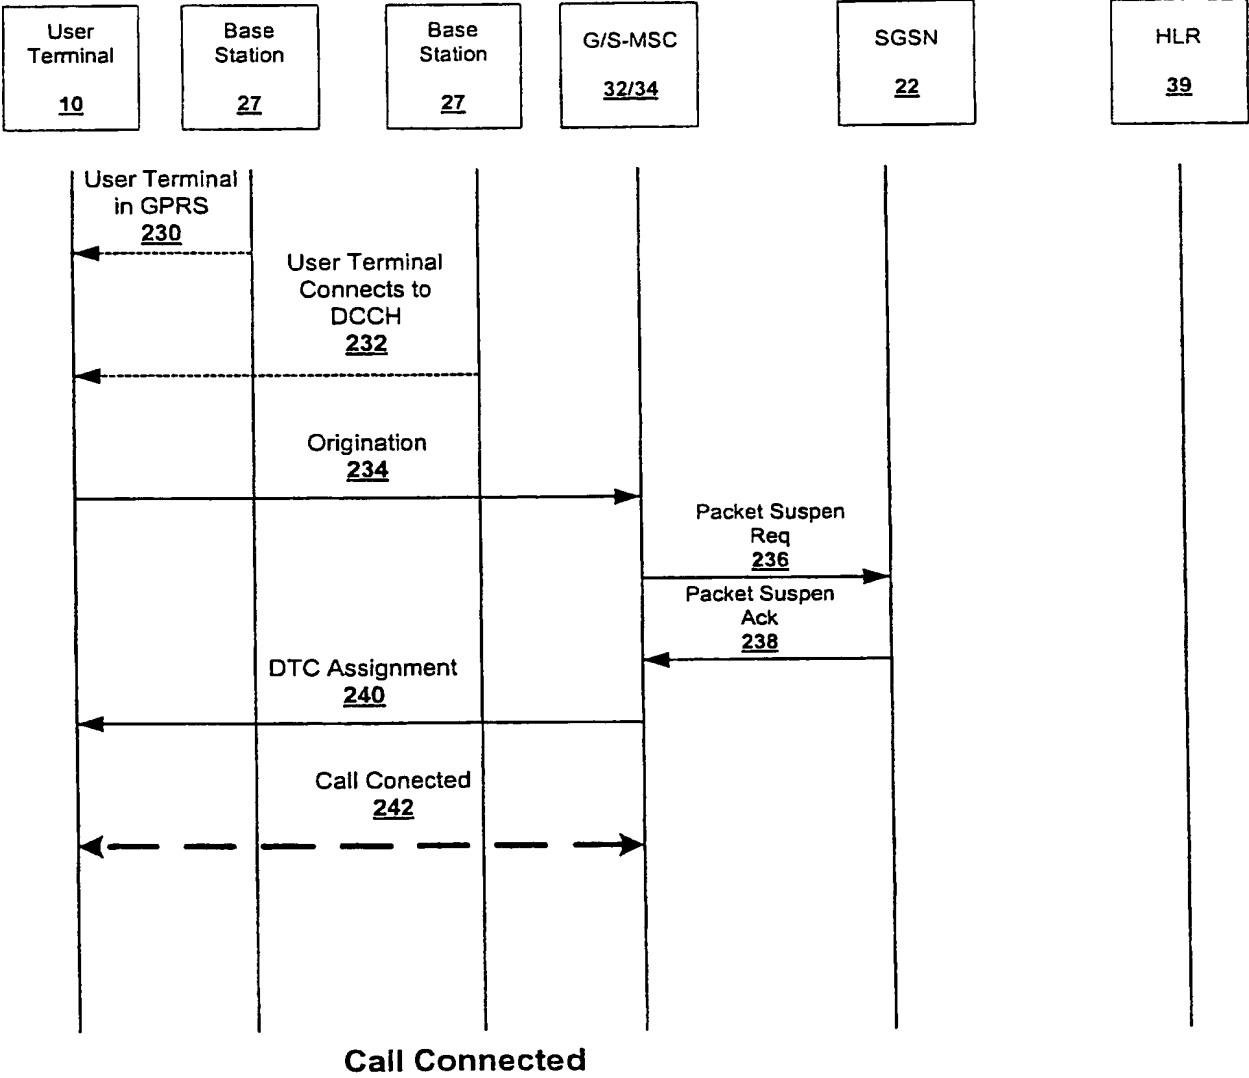 User
Terminal
10
Base
Station
27
Base
Station
27
G/S-MSC
32/34
SGSN
22
HLR
39
User Terminal
in GPRS
230
User Terminal
Connects to
DCCH
232
Origination
234
Packet Suspen
Req
236
Packet Suspen
Ack
238
DTC Assignment
240
Call Conected
242
Call Connected